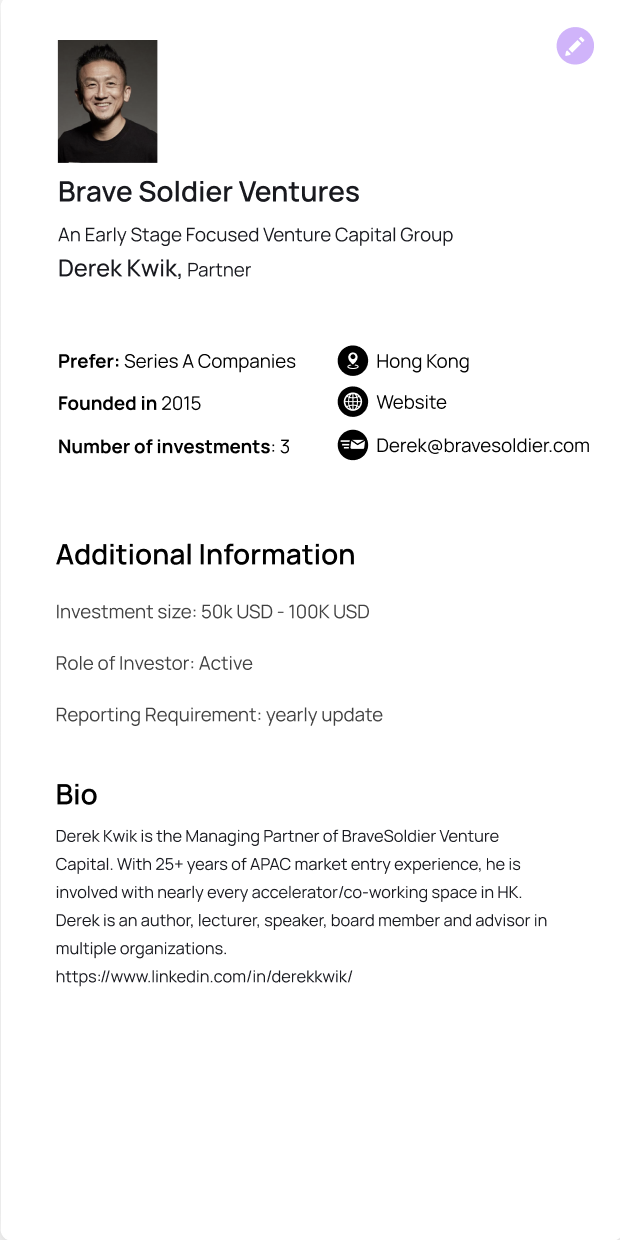 Brave Soldier Ventures
An Early Stage Focused Venture Capital Group
Derek Kwik, Partner
Prefer: Series A Companies
Founded in 2015
Number of investments: 3
Hong Kong
Website
Derek@bravesoldier.com
Additional Information
Investment size: 50k USD - 100K USD
Role of Investor: Active
Reporting Requirement: yearly update
Bio
Derek Kwik is the Managing Partner of BraveSoldier Venture
Capital. With 25+ years of APAC market entry experience, he is
involved with nearly every accelerator/co-working space in HK.
Derek is an author, lecturer, speaker, board member and advisor in
multiple organizations.
https://www.linkedin.com/in/derekkwik/